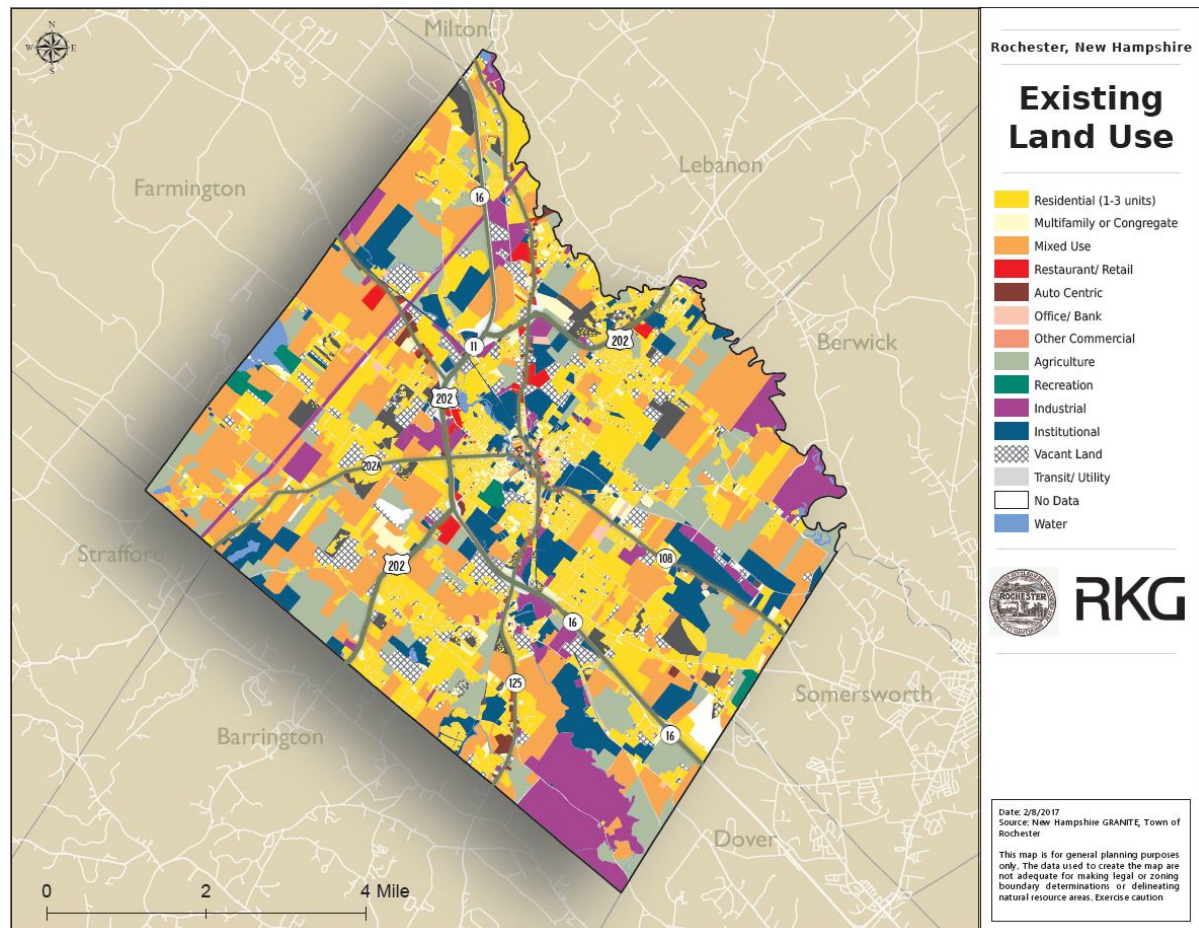 Milton
N
W E
S
Lebanon
Farmington
16
Berwick
11
202
202
202A
Strafford
202
108
16
125
Somersworth
Barrington
16
Dover
0 2 4 Mile
Rochester, New Hampshire
Existing
Land Use
Residential (1-3 units)
Multifamily or Congregate
Mixed Use
Restaurant/ Retail
Auto Centric
Office/ Bank
Other Commercial
Agriculture
Recreation
Industrial
Institutional
Vacant Land
Transit/ Utility
No Data
Water
ROCHESTER
RKG
Date: 2/8/2017
Source: New Hampshire GRANITE, Town of
Rochester
This map is for general planning purposes
only. The data used to create the map are
not adequate for making legal or zoning
boundary determinations or delineating
natural resource areas. Exercise caution